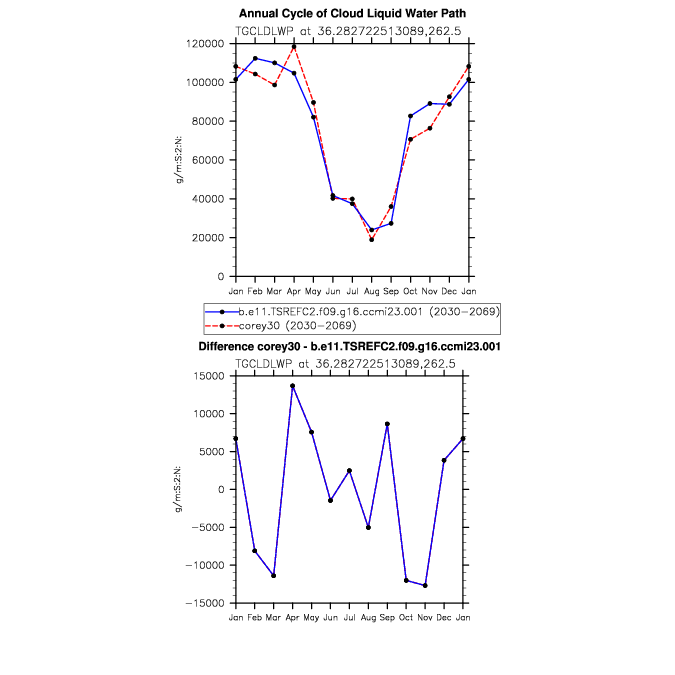 Annual Cycle of Cloud Liquid Water Path
TGCLDLWP at 36.282722513089,262.5
120000
100000
80000
60000
40000
20000
0
g/m:S:2:N:
Jan Feb Mar Apr May Jun Jul Aug Sep Oct Nov Dec Jan
b.e11.TSREFC2.f09.g16.ccmi23.001 (2030-2069)
corey30 (2030-2069)
Difference corey30 - b.e11.TSREFC2.f09.g16.ccmi23.001
TGCLDLWP at 36.282722513089,262.5
15000
10000
5000
0
-5000
-10000
-15000
g/m:S:2:N:
Jan Feb Mar Apr May Jun Jul Aug Sep Oct Nov Dec Jan